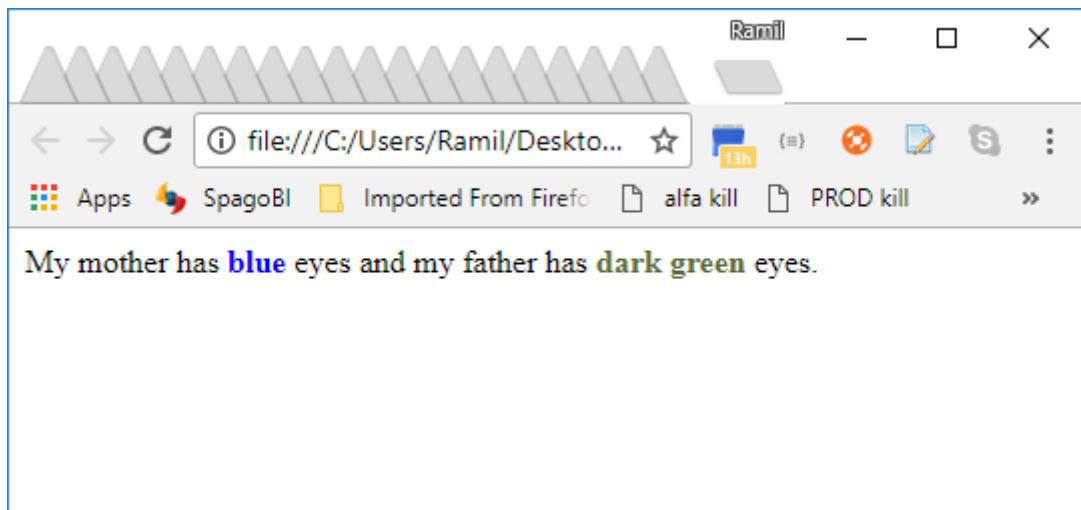 Ramil
file:///C:/Users/Ramil/Deskto...
13h
{≡}
S
Apps SpagoBI Imported From Firefo alfa kill PROD kill »
My mother has blue eyes and my father has dark green eyes.